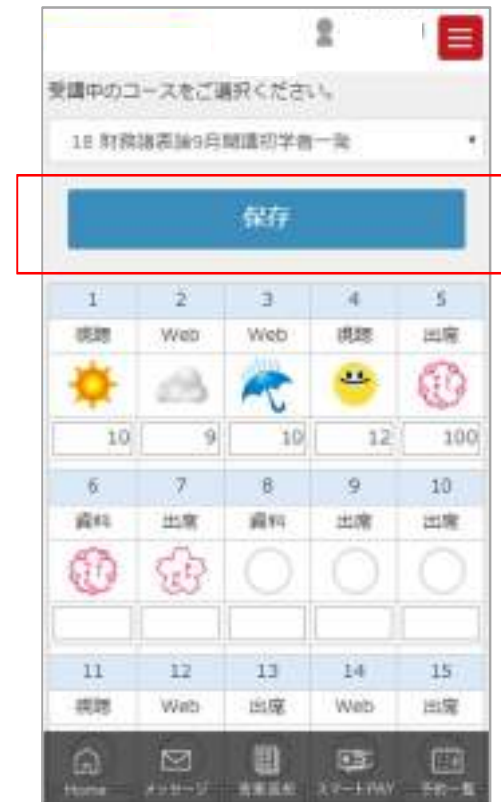 受講中のコースをご選択ください。
18 財務諸表論9月開講初学者一発
保存
1 2 3 4 5
視聴 Web Web 視聴 出席
10 9 10 12 100
6 7 8 9 10
資料 出席 資料 出席 出席
11 12 13 14 15
視聴 Web 出席 Web 出席
Home メッセージ スマートPAY 予約一覧